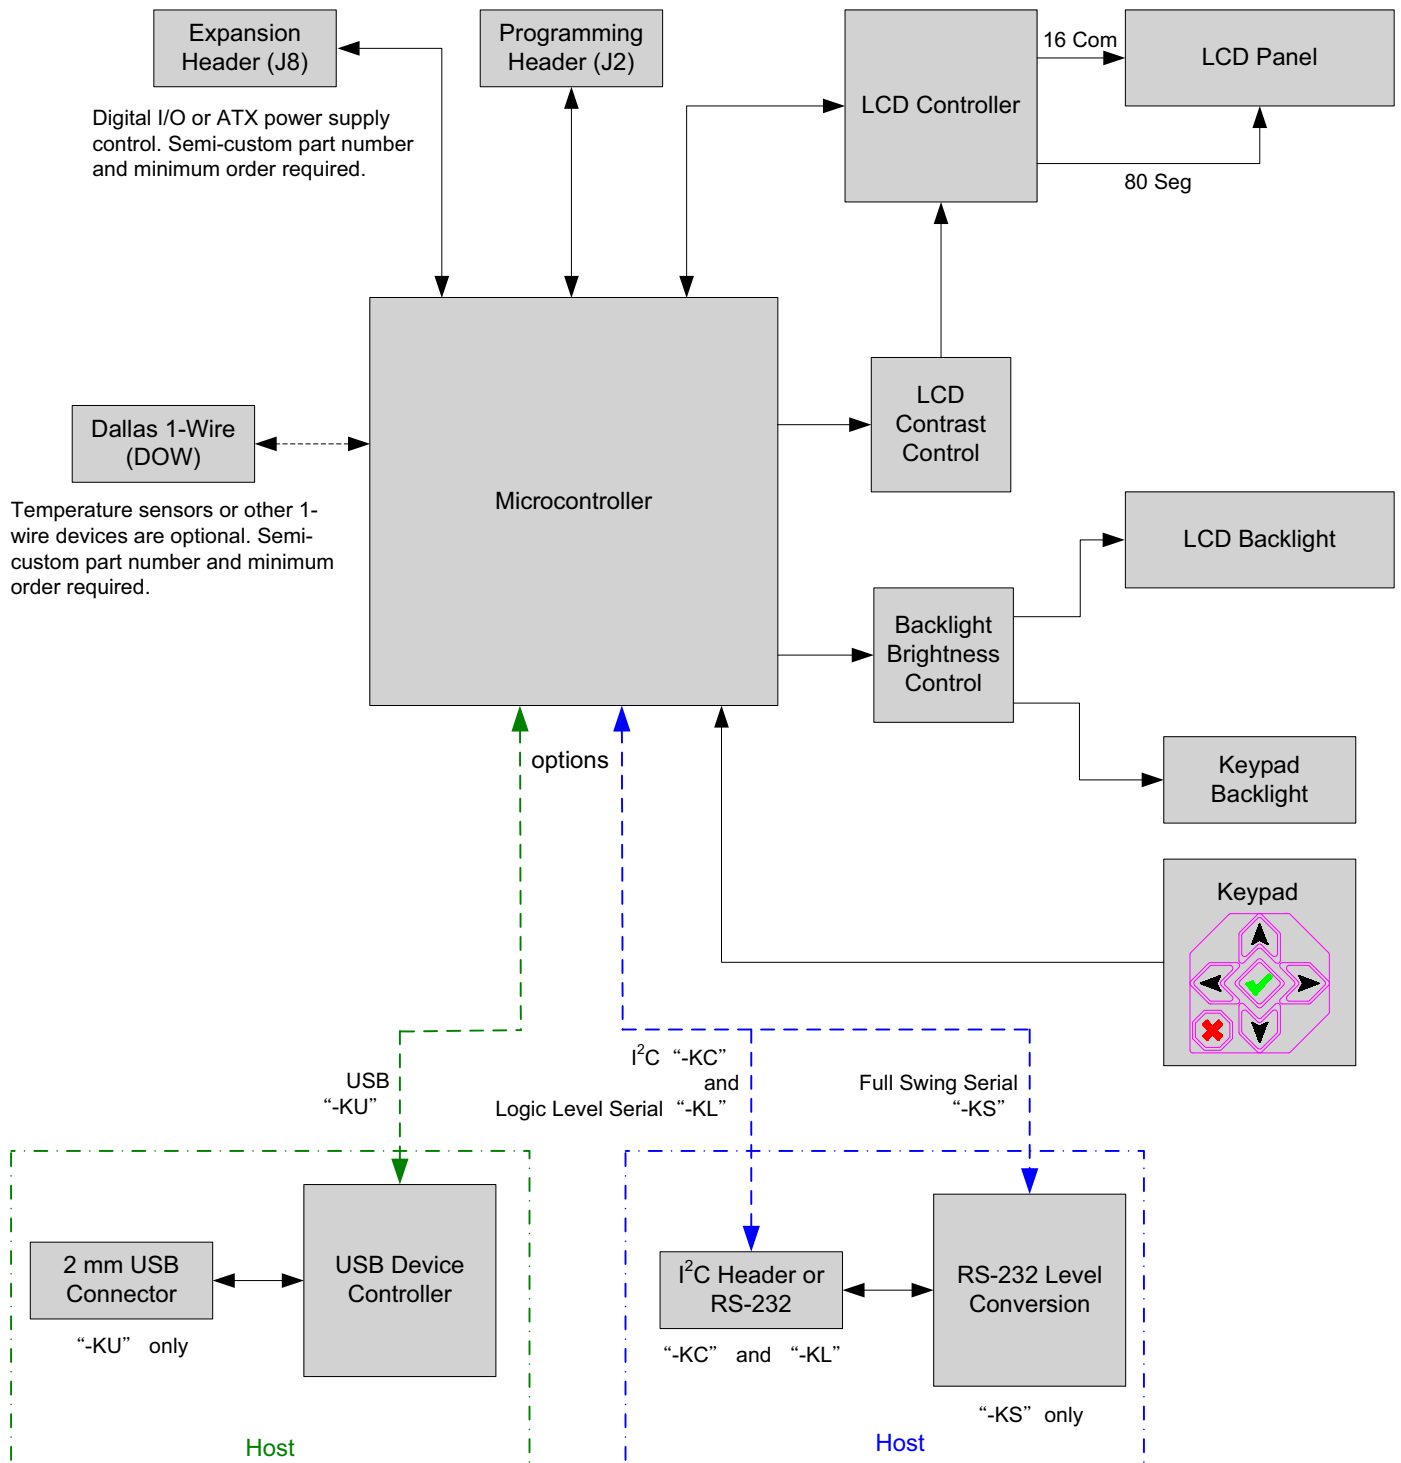 Expansion
Header (J8)
Programming
Header (J2)
LCD Controller
16 Com
LCD Panel
80 Seg
Digital I/O or ATX power supply
control. Semi-custom part number
and minimum order required.
LCD
Contrast
Control
Dallas 1-Wire
(DOW)
Microcontroller
Temperature sensors or other 1-
wire devices are optional. Semi-
custom part number and minimum
order required.
LCD Backlight
Backlight
Brightness
Control
options
Keypad
Backlight
Keypad
USB
“-KU”
I²C “-KC”
and
Logic Level Serial “-KL”
Full Swing Serial
“-KS”
2 mm USB
Connector
“-KU” only
USB Device
Controller
Host
I²C Header or
RS-232
“-KC” and “-KL”
RS-232 Level
Conversion
“-KS” only
Host